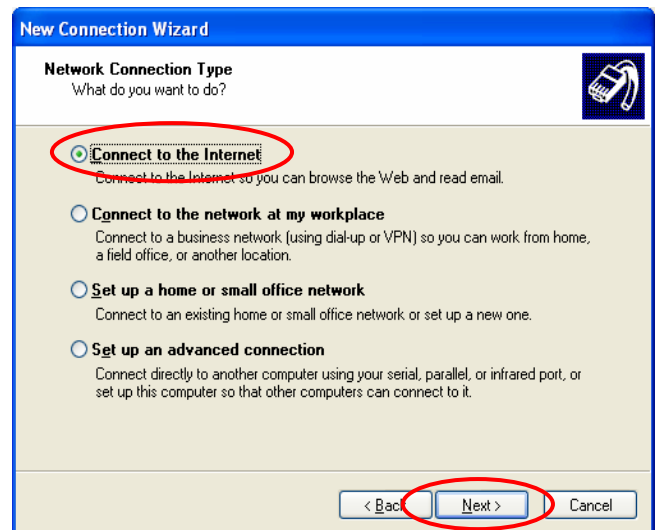 New Connection Wizard
Network Connection Type
What do you want to do?
Connect to the Internet
Connect to the Internet so you can browse the Web and read email.
Connect to the network at my workplace
Connect to a business network (using dial-up or VPN) so you can work from home,
a field office, or another location.
Set up a home or small office network
Connect to an existing home or small office network or set up a new one.
Set up an advanced connection
Connect directly to another computer using your serial, parallel, or infrared port, or
set up this computer so that other computers can connect to it.
< Back Next > Cancel